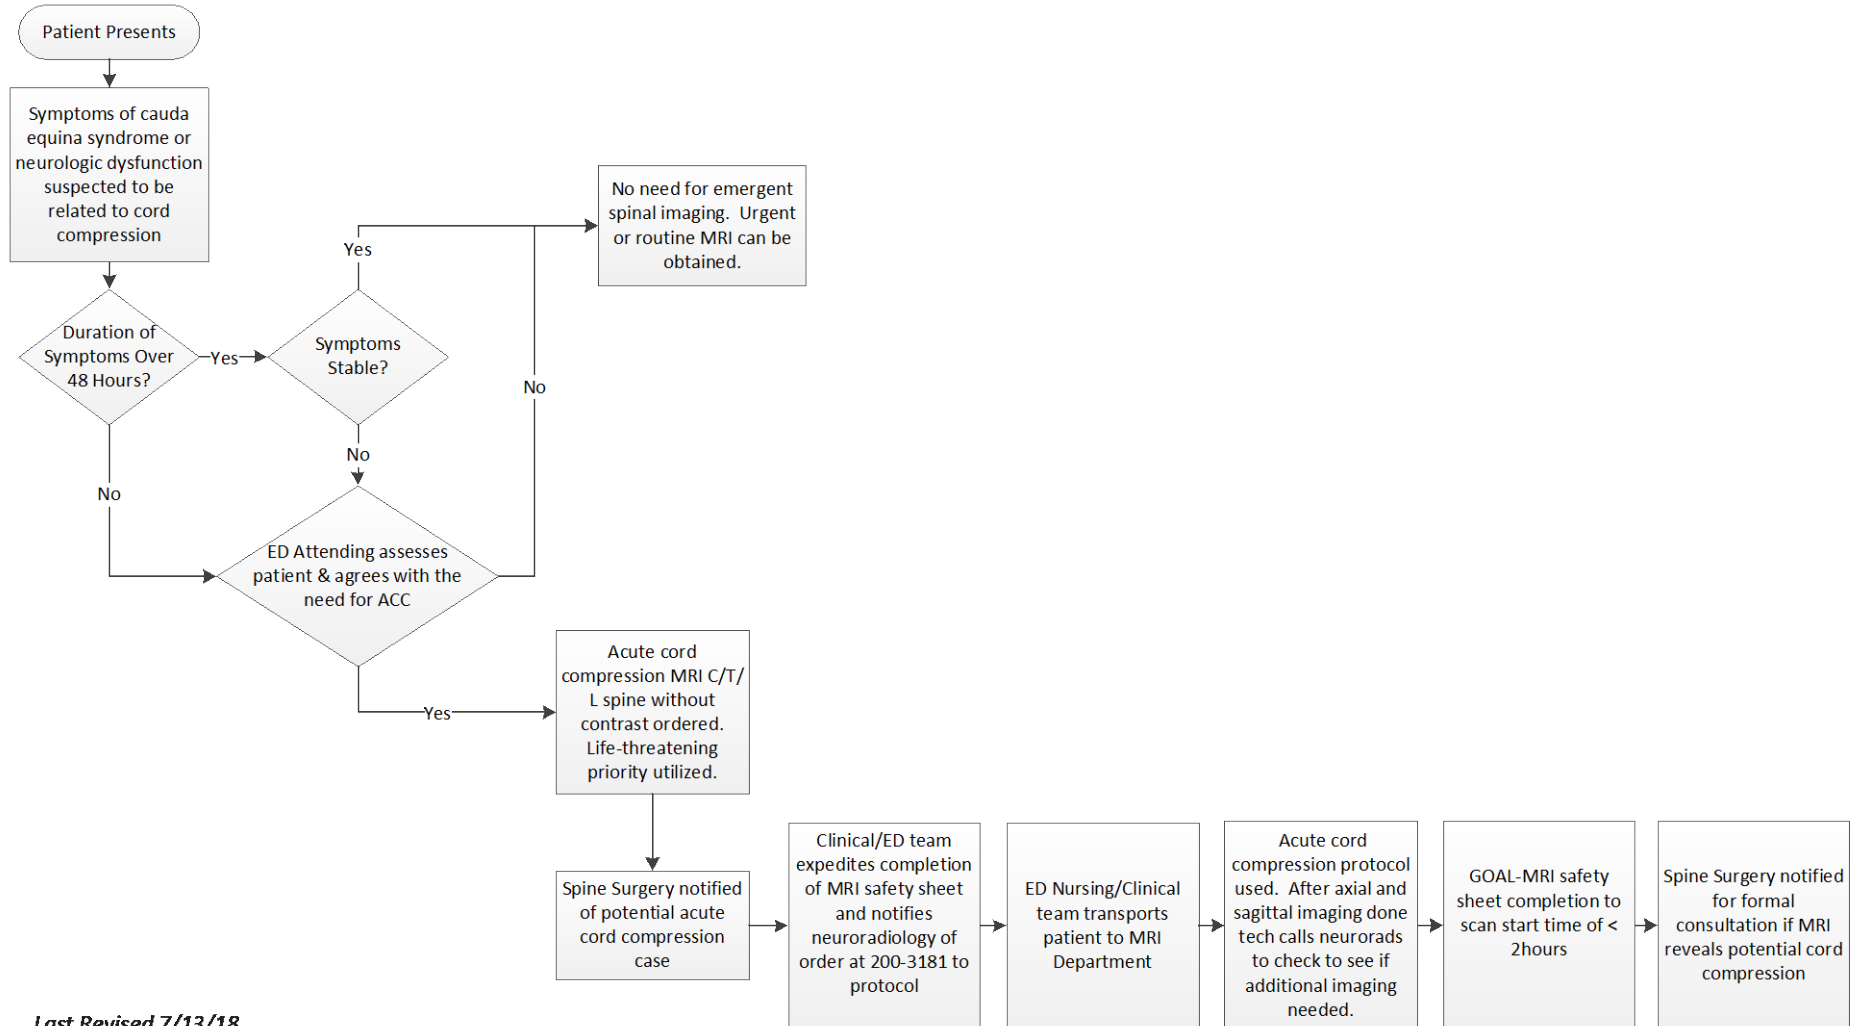 Patient Presents
Symptoms of cauda
equina syndrome or
neurologic dysfunction
suspected to be
related to cord
compression
Duration of
Symptoms Over
48 Hours?
Yes
No
Symptoms
Stable?
Yes
No
No need for emergent
spinal imaging. Urgent
or routine MRI can be
obtained.
No
ED Attending assesses
patient & agrees with the
need for ACC
Yes
Acute cord
compression MRI C/T/
L spine without
contrast ordered.
Life-threatening
priority utilized.
Spine Surgery notified
of potential acute
cord compression
case
Clinical/ED team
expedites completion
of MRI safety sheet
and notifies
neuroradiology of
order at 200-3181 to
protocol
ED Nursing/Clinical
team transports
patient to MRI
Department
Acute cord
compression protocol
used. After axial and
sagittal imaging done
tech calls neurorads
to check to see if
additional imaging
needed.
GOAL-MRI safety
sheet completion to
scan start time of <
2hours
Spine Surgery notified
for formal
consultation if MRI
reveals potential cord
compression
Last Revised 7/13/18